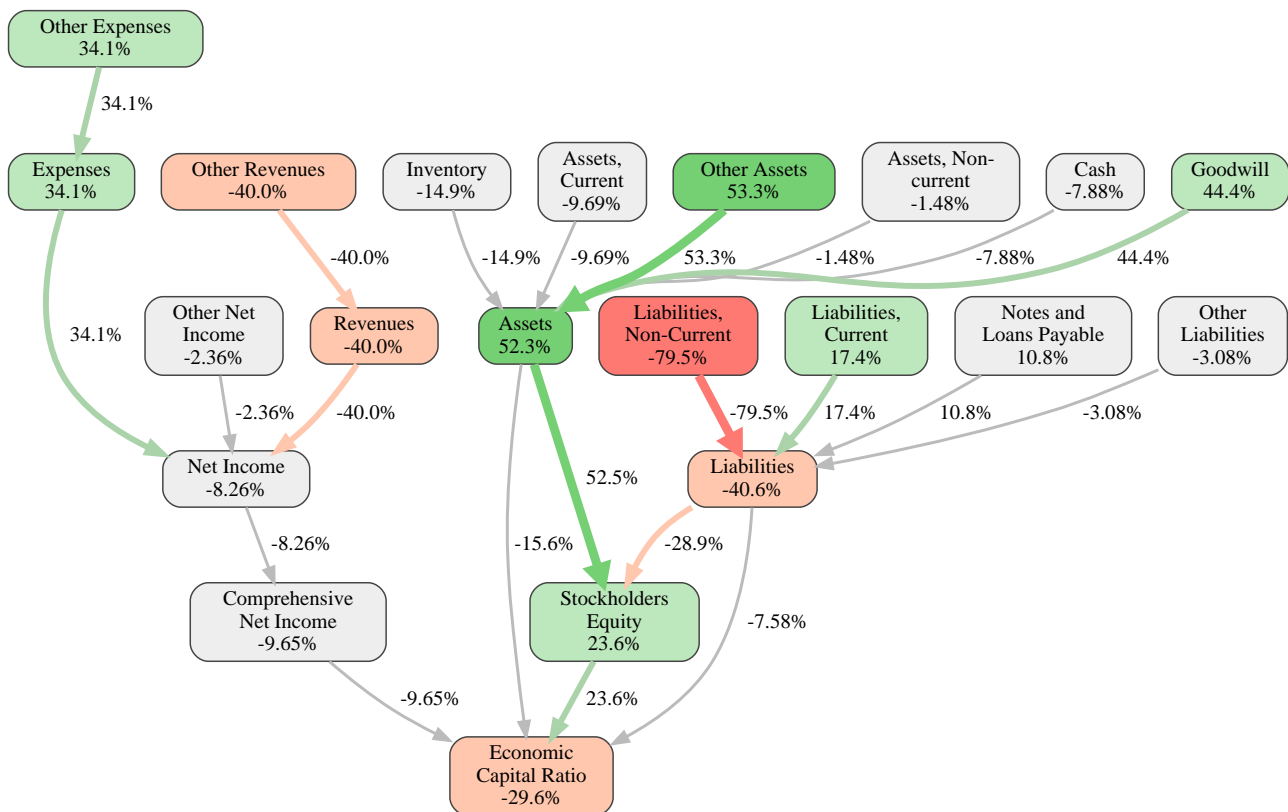 Other Expenses
34.1%
34.1%
Expenses
34.1%
Other Revenues
-40.0%
Inventory
-14.9%
Assets,
Current
-9.69%
Other Assets
53.3%
Assets, Non-
current
-1.48%
Cash
-7.88%
Goodwill
44.4%
-40.0%
-14.9%
-9.69%
53.3%
-1.48%
-7.88%
44.4%
34.1%
Other Net
Income
-2.36%
Revenues
-40.0%
Assets
52.3%
Liabilities,
Non-Current
-79.5%
Liabilities,
Current
17.4%
Notes and
Loans Payable
10.8%
Other
Liabilities
-3.08%
-2.36%
-40.0%
-79.5%
17.4%
10.8%
-3.08%
Net Income
-8.26%
52.5%
Liabilities
-40.6%
-8.26%
-15.6%
-28.9%
Comprehensive
Net Income
-9.65%
Stockholders
Equity
23.6%
-7.58%
-9.65%
23.6%
Economic
Capital Ratio
-29.6%